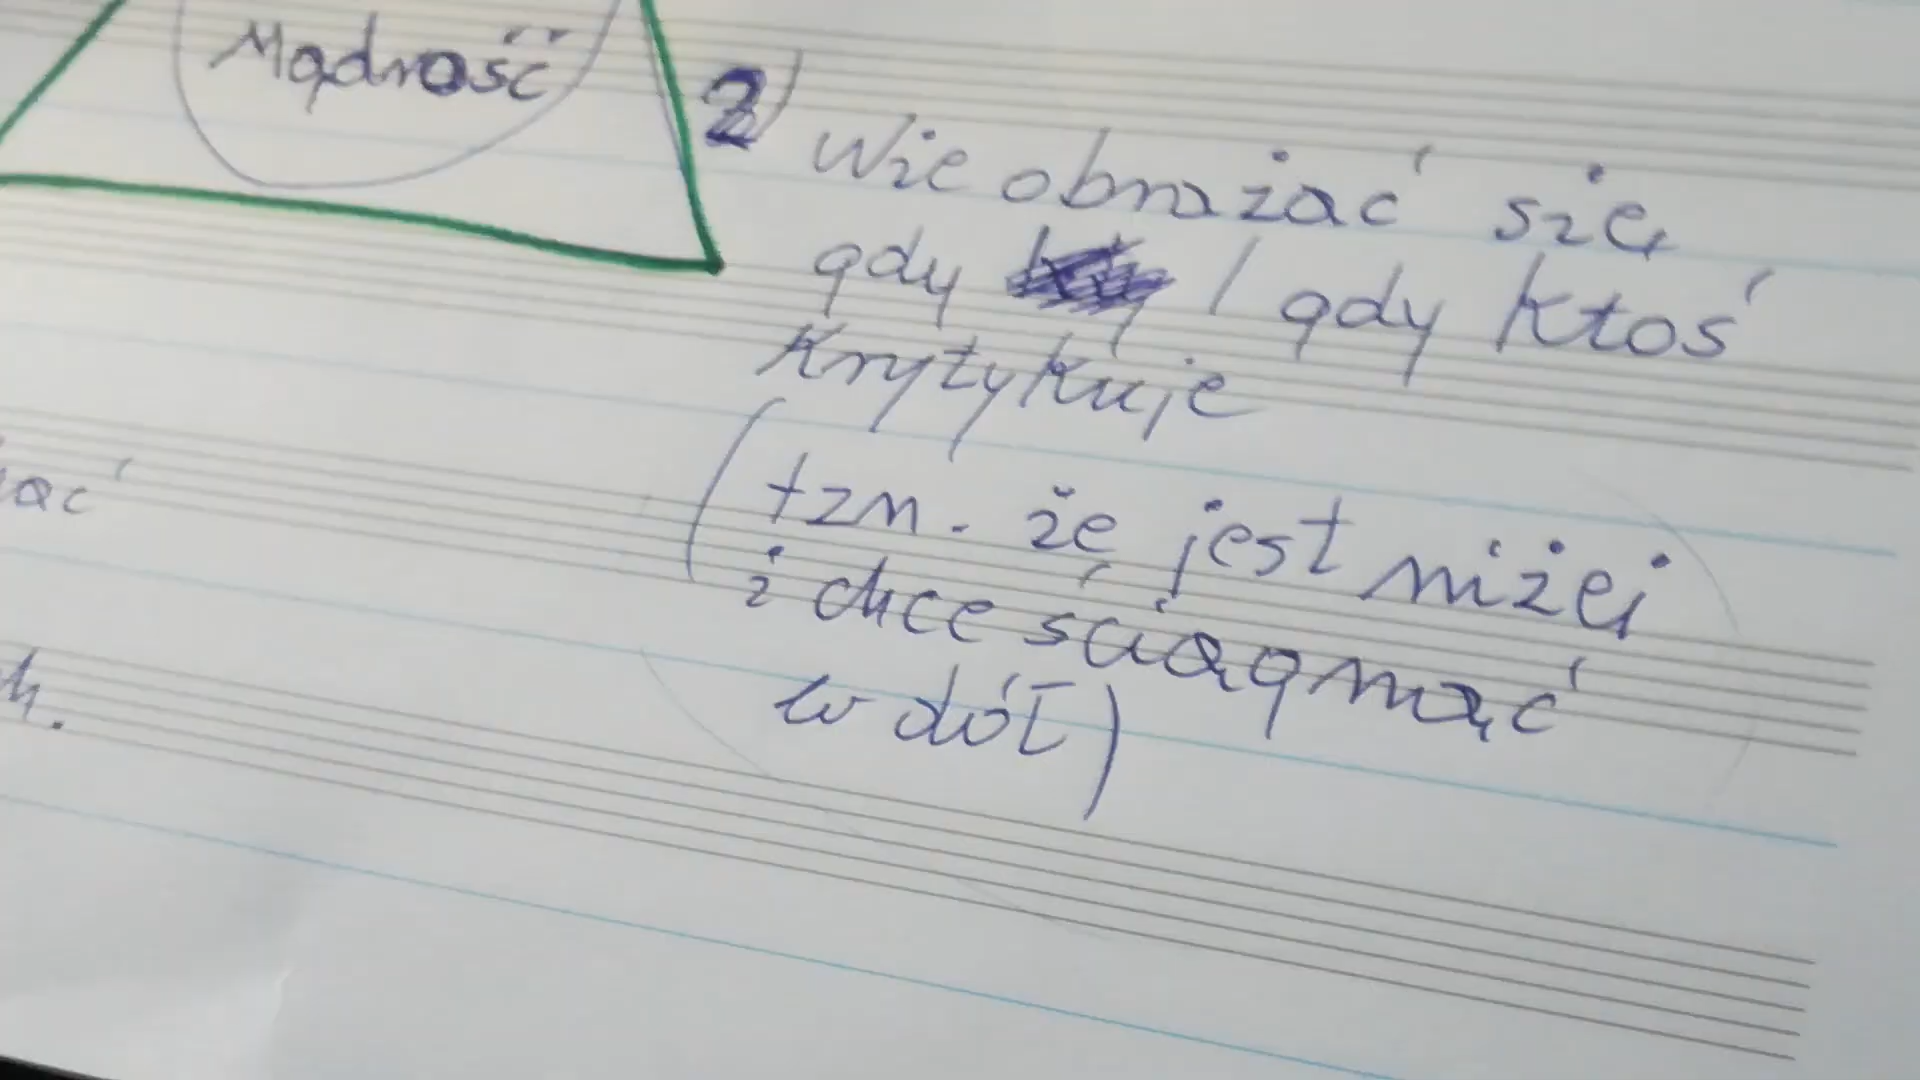 Mądrość
2) Nie obrażać się
gdy / gdy ktoś
krytykuje
(tzn. że jest niżej
i chce ściągnąć
w dół)